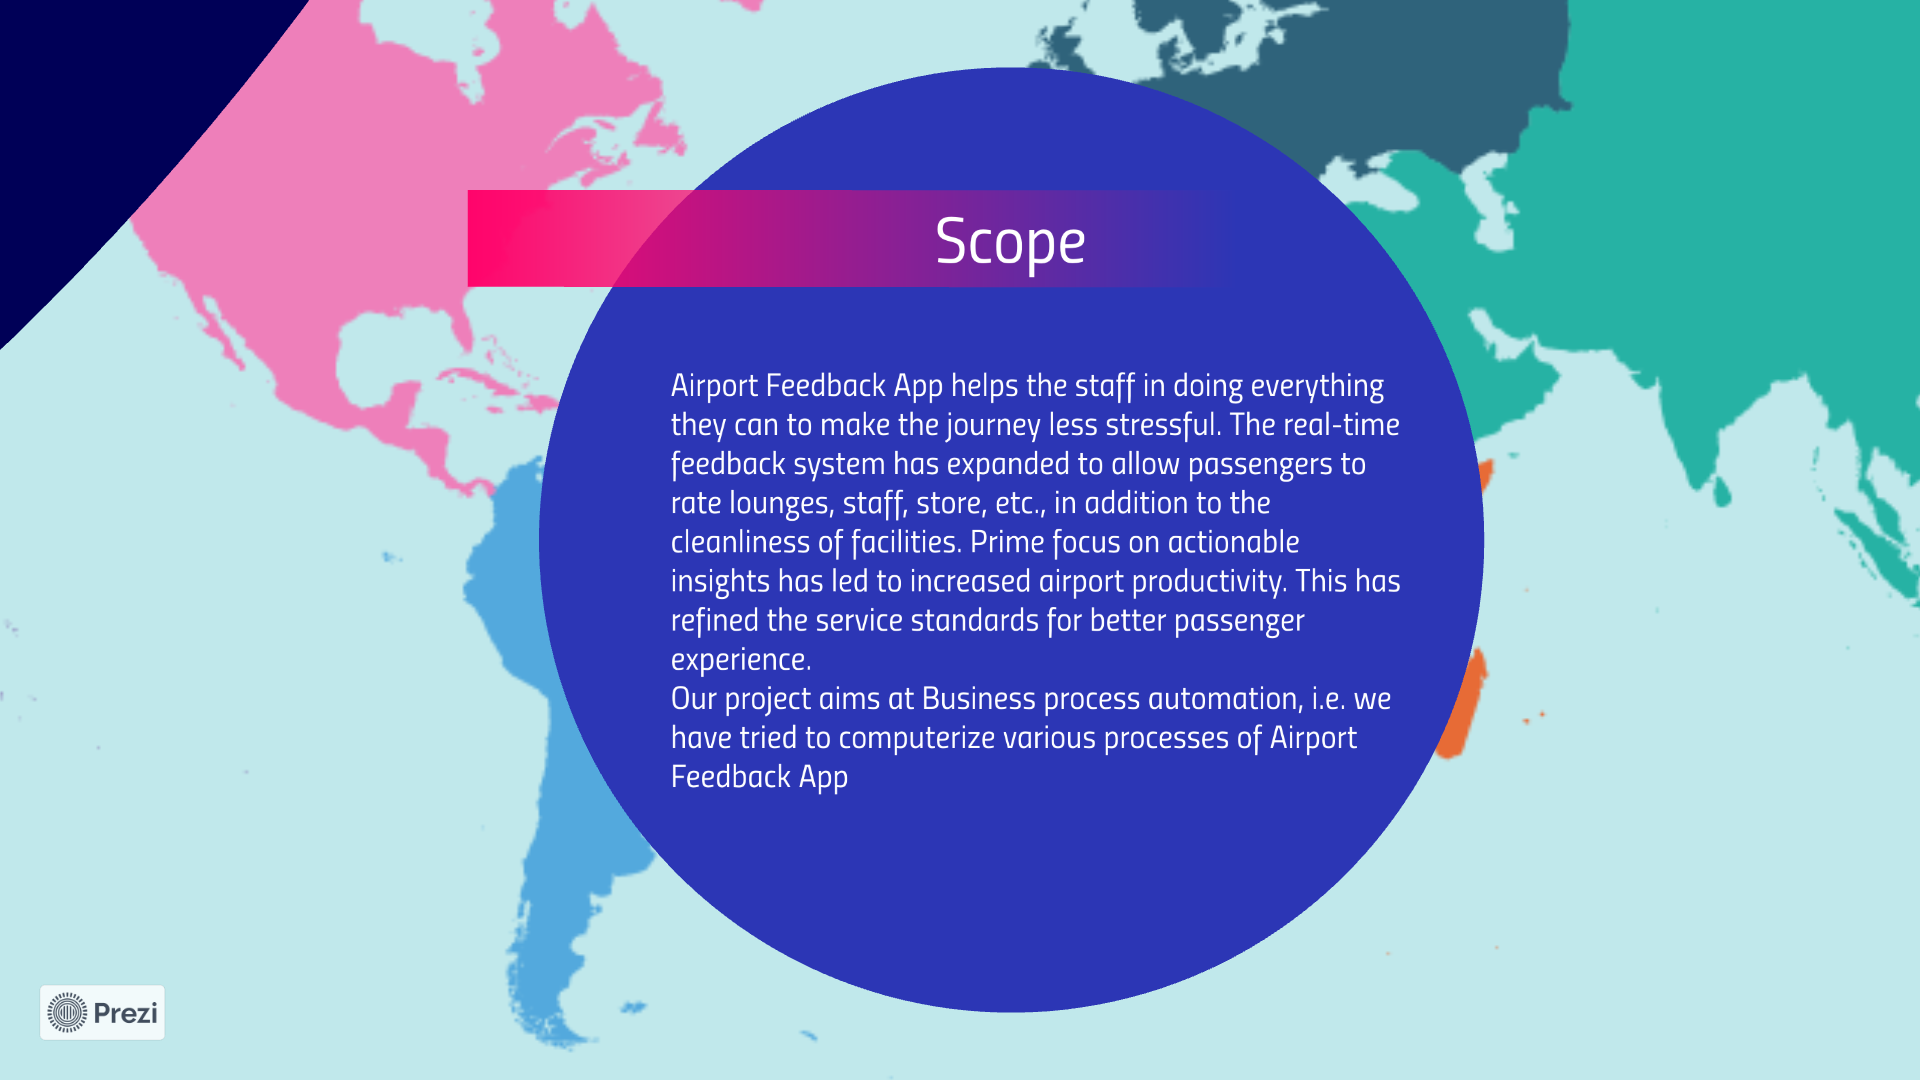 Scope
Airport Feedback App helps the staff in doing everything
they can to make the journey less stressful. The real-time
feedback system has expanded to allow passengers to
rate lounges, staff, store, etc., in addition to the
cleanliness of facilities. Prime focus on actionable
insights has led to increased airport productivity. This has
refined the service standards for better passenger
experience.
Our project aims at Business process automation, i.e. we
have tried to computerize various processes of Airport
Feedback App
Prezi